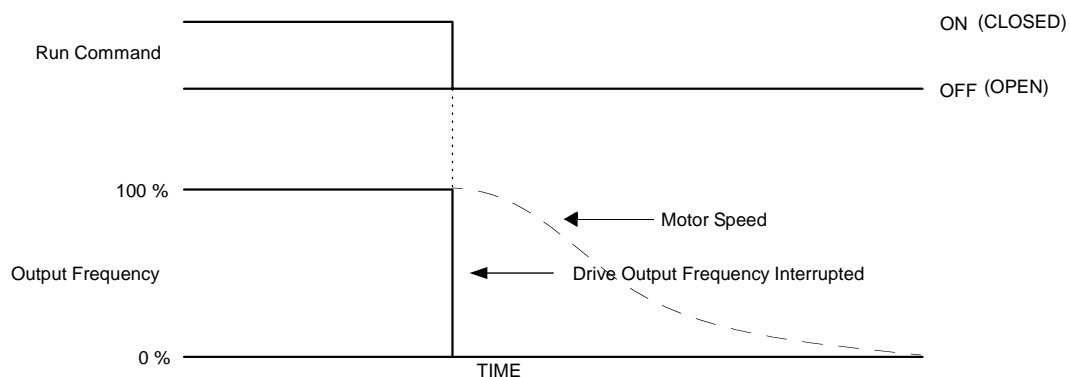 ON (CLOSED)
Run Command
OFF (OPEN)
100 %
Motor Speed
Output Frequency
Drive Output Frequency Interrupted
0 %
TIME